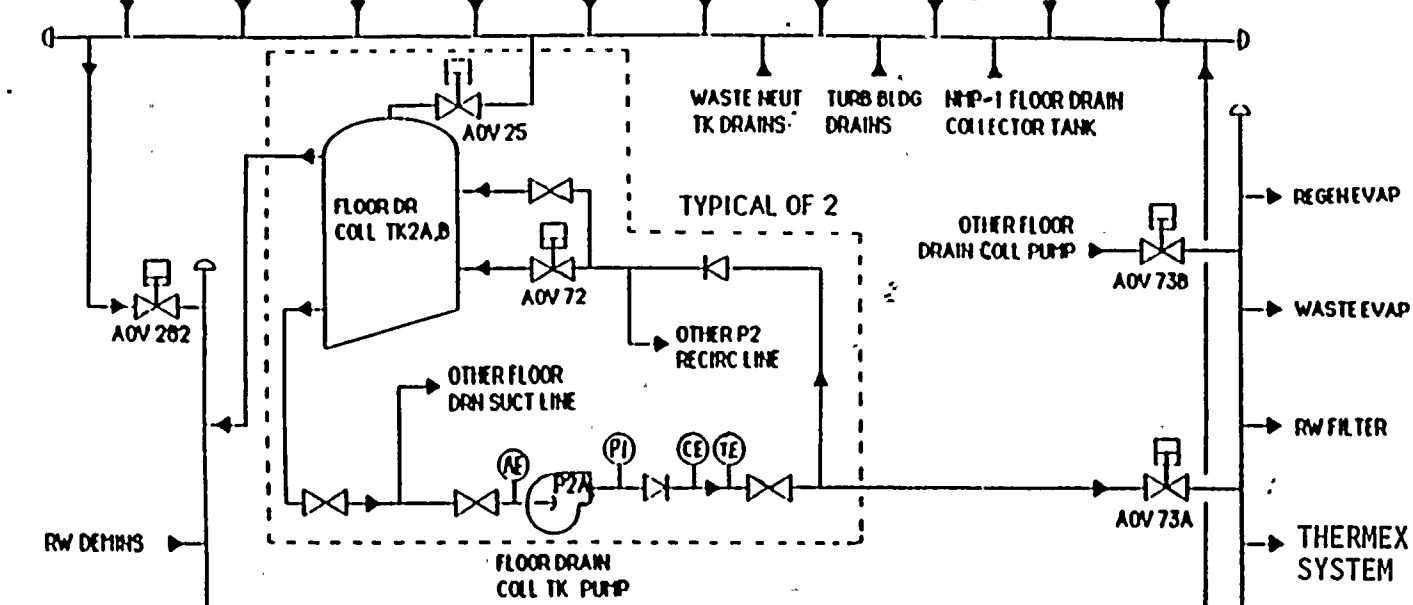 AOV 25
WASTE NEUT
TK DRAINS
TURB BLDG
DRAINS
NMP-1 FLOOR DRAIN
COLLECTOR TANK
FLOOR DR
COLL TK2A,B
TYPICAL OF 2
REGEN EVAP
OTHER FLOOR
DRAIN COLL PUMP
AOV 73B
AOV 72
AOV 282
WASTE EVAP
OTHER P2
RECIRC LINE
OTHER FLOOR
DRN SUCT LINE
RW FILTER
AE
P2A
PI
CE
TE
AOV 73A
RW DEMINS
FLOOR DRAIN
COLL TK PUMP
THERMEX
SYSTEM